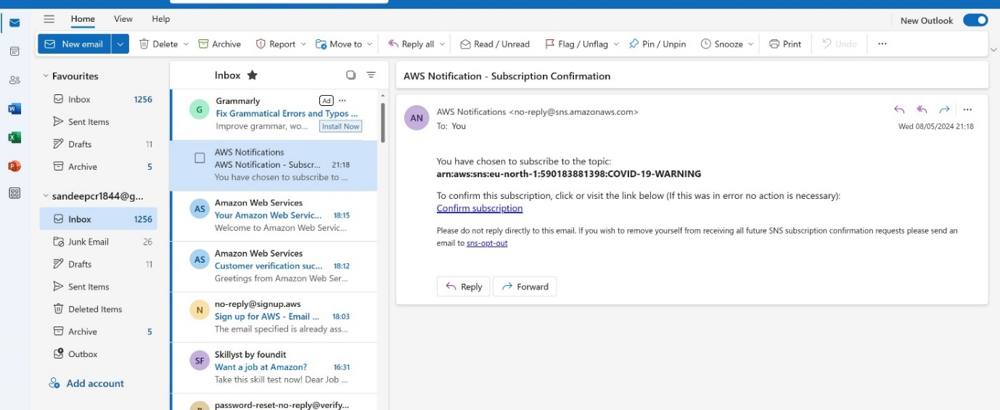 Home View Help
New Outlook
New email Delete Archive Report Move to Reply all Read / Unread Flag / Unflag Pin / Unpin Snooze Print Undo ...
Favourites
Inbox 1256
Sent Items
Drafts 11
Archive 5
sandeepcr1844@g...
Inbox 1256
Junk Email 26
Drafts 11
Sent Items
Deleted Items
Archive 5
Outbox
Add account
Inbox
G
Grammarly Ad ...
Fix Grammatical Errors and Typos ...
Improve grammar, wo... Install Now
AWS Notifications
AWS Notification - Subscr... 21:18
You have chosen to subscribe to ...
AS
Amazon Web Services
Your Amazon Web Servic... 18:15
Welcome to Amazon Web Servic...
AS
Amazon Web Services
Customer verification suc... 18:12
Greetings from Amazon Web Ser...
N
no-reply@signup.aws
Sign up for AWS - Email ... 18:03
The email specified is already ass...
SF
Skillyst by foundit
Want a job at Amazon? 16:31
Take this skill test now! Dear Job ...
password-reset-no-reply@verify...
AWS Notification - Subscription Confirmation
AN
AWS Notifications <no-reply@sns.amazonaws.com>
To: You
...
Wed 08/05/2024 21:18
You have chosen to subscribe to the topic:
arn:aws:sns:eu-north-1:590183881398:COVID-19-WARNING
To confirm this subscription, click or visit the link below (If this was in error no action is necessary):
Confirm subscription
Please do not reply directly to this email. If you wish to remove yourself from receiving all future SNS subscription confirmation requests please send an
email to sns-opt-out
Reply Forward